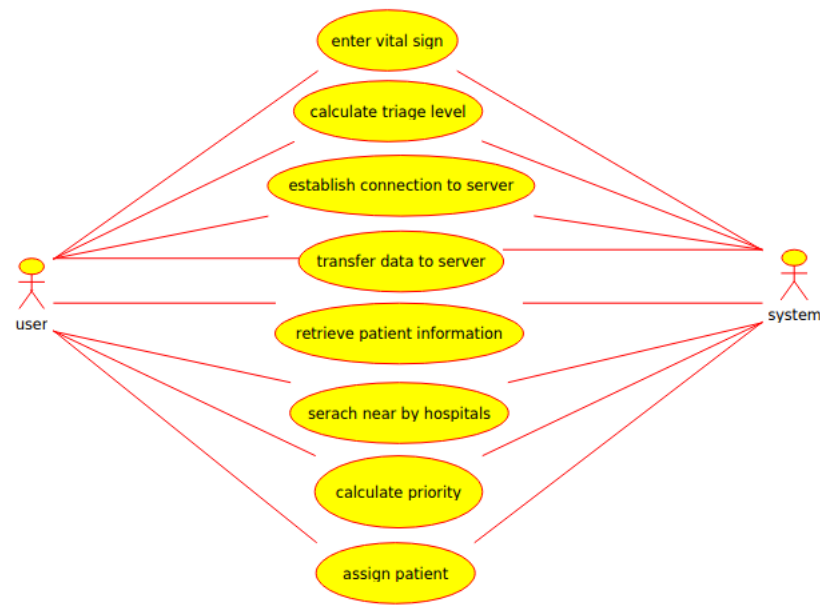 enter vital sign
calculate triage level
establish connection to server
transfer data to server
user
system
retrieve patient information
serach near by hospitals
calculate priority
assign patient